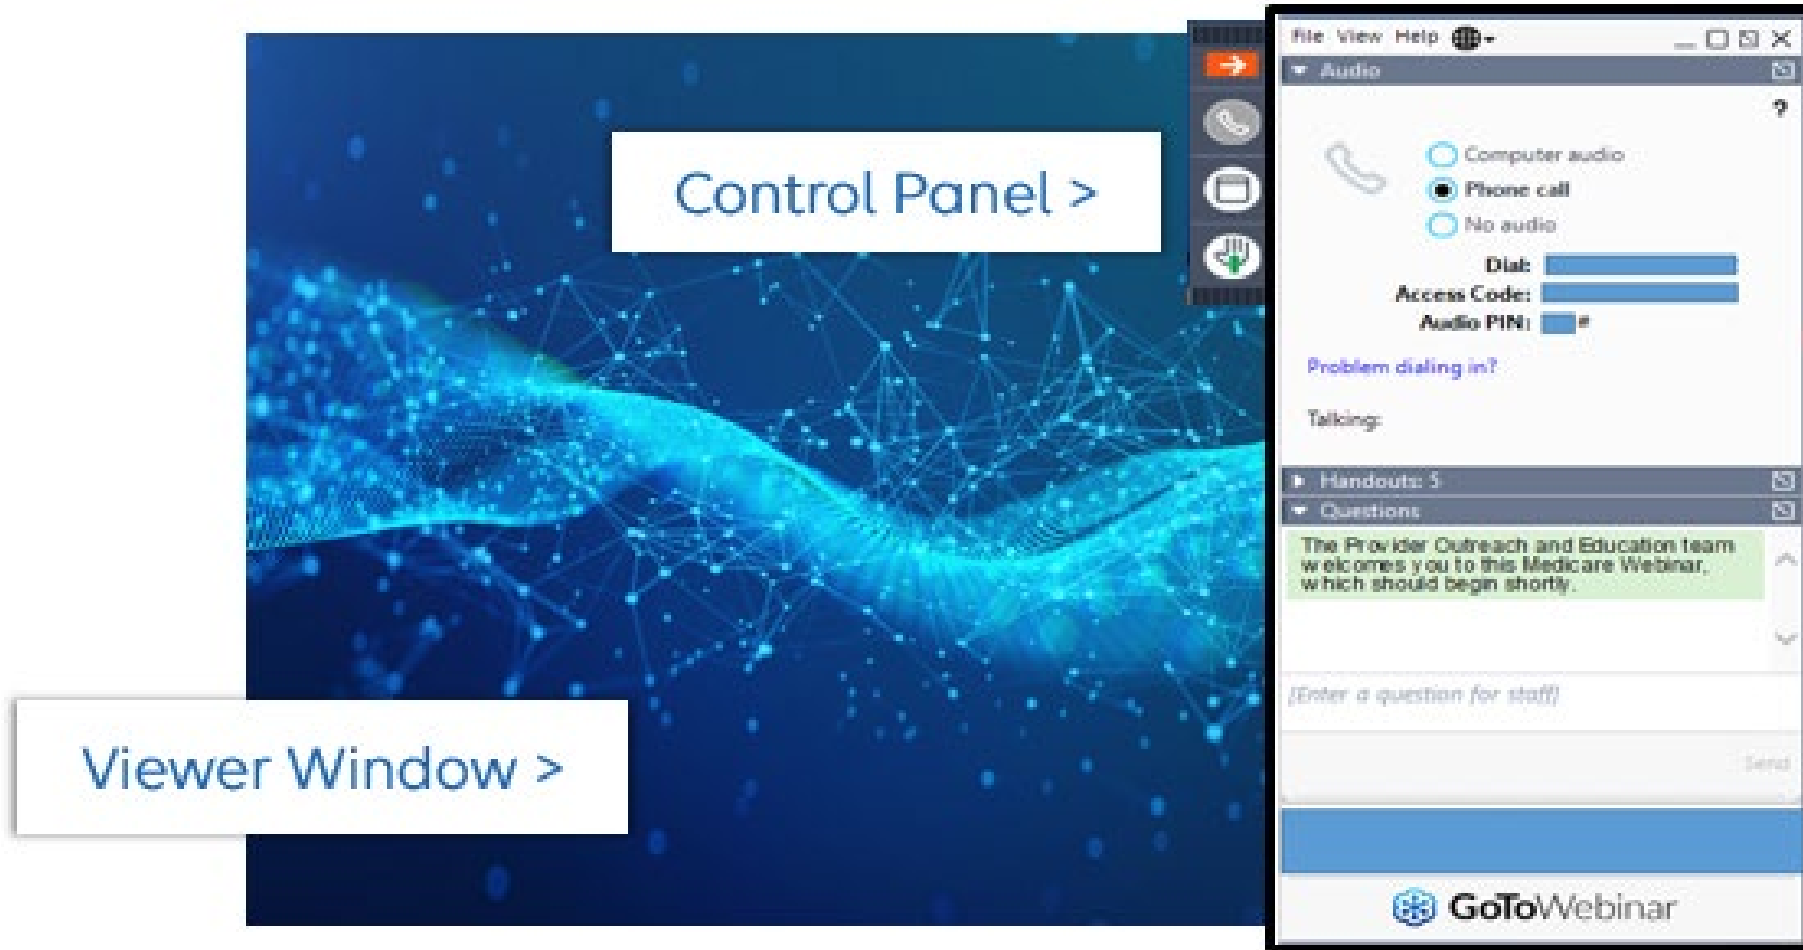 Control Panel >
Viewer Window >
File View Help
Audio
?
Computer audio
Phone call
No audio
Dial:
Access Code:
Audio PIN: #
Problem dialing in?
Talking:
Handouts: 5
Questions
The Provider Outreach and Education team
welcomes you to this Medicare Webinar,
which should begin shortly.
[Enter a question for staff]
Send
GoToWebinar